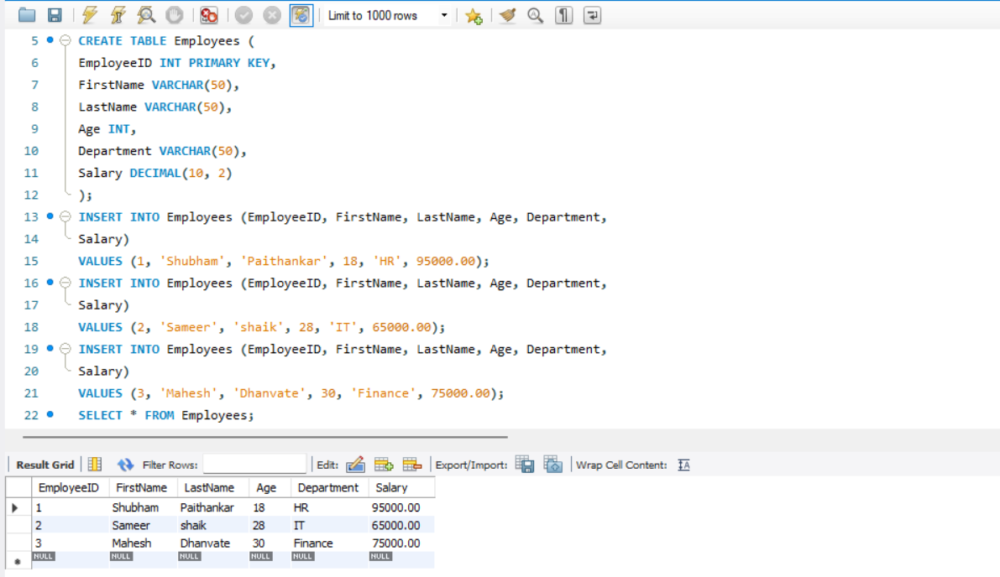 Limit to 1000 rows
5 CREATE TABLE Employees (
6 EmployeeID INT PRIMARY KEY,
7 FirstName VARCHAR(50),
8 LastName VARCHAR(50),
9 Age INT,
10 Department VARCHAR(50),
11 Salary DECIMAL(10, 2)
12 );
13 INSERT INTO Employees (EmployeeID, FirstName, LastName, Age, Department,
14 Salary)
15 VALUES (1, 'Shubham', 'Paithankar', 18, 'HR', 95000.00);
16 INSERT INTO Employees (EmployeeID, FirstName, LastName, Age, Department,
17 Salary)
18 VALUES (2, 'Sameer', 'shaik', 28, 'IT', 65000.00);
19 INSERT INTO Employees (EmployeeID, FirstName, LastName, Age, Department,
20 Salary)
21 VALUES (3, 'Mahesh', 'Dhanvate', 30, 'Finance', 75000.00);
22 SELECT * FROM Employees;
Result Grid Filter Rows: Edit: Export/Import: Wrap Cell Content: IA
EmployeeID FirstName LastName Age Department Salary
1 Shubham Paithankar 18 HR 95000.00
2 Sameer shaik 28 IT 65000.00
3 Mahesh Dhanvate 30 Finance 75000.00
NULL NULL NULL NULL NULL NULL